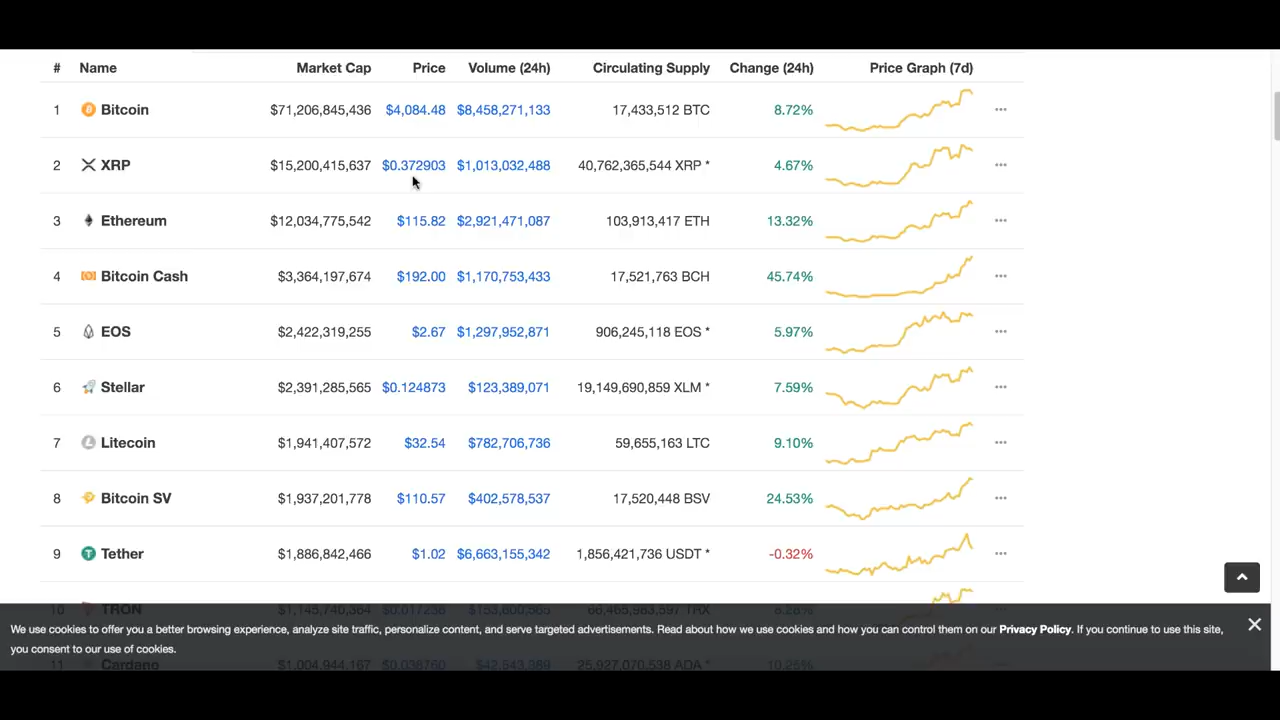 # Name Market Cap Price Volume (24h) Circulating Supply Change (24h) Price Graph (7d)
1 Bitcoin $71,206,845,436 $4,084.48 $8,458,271,133 17,433,512 BTC 8.72%
2 XRP $15,200,415,637 $0.372903 $1,013,032,488 40,762,365,544 XRP * 4.67%
3 Ethereum $12,034,775,542 $115.82 $2,921,471,087 103,913,417 ETH 13.32%
4 Bitcoin Cash $3,364,197,674 $192.00 $1,170,753,433 17,521,763 BCH 45.74%
5 EOS $2,422,319,255 $2.67 $1,297,952,871 906,245,118 EOS * 5.97%
6 Stellar $2,391,285,565 $0.124873 $123,389,071 19,149,690,859 XLM * 7.59%
7 Litecoin $1,941,407,572 $32.54 $782,706,736 59,655,163 LTC 9.10%
8 Bitcoin SV $1,937,201,778 $110.57 $402,578,537 17,520,448 BSV 24.53%
9 Tether $1,886,842,466 $1.02 $6,663,155,342 1,856,421,736 USDT * -0.32%
10 TRON
We use cookies to offer you a better browsing experience, analyze site traffic, personalize content, and serve targeted advertisements. Read about how we use cookies and how you can control them on our Privacy Policy. If you continue to use this site,
you consent to our use of cookies.
11 Cardano 10.25%